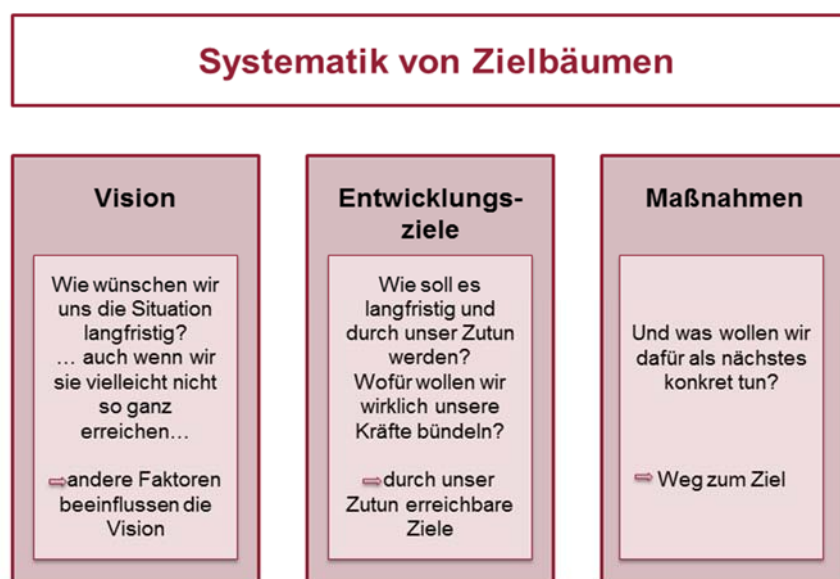 Systematik von Zielbäumen
Vision
Wie wünschen wir
uns die Situation
langfristig?
… auch wenn wir
sie vielleicht nicht
so ganz
erreichen…
⇨andere Faktoren
beeinflussen die
Vision
Entwicklungs-
ziele
Wie soll es
langfristig und
durch unser Zutun
werden?
Wofür wollen wir
wirklich unsere
Kräfte bündeln?
⇨durch unser
Zutun erreichbare
Ziele
Maßnahmen
Und was wollen wir
dafür als nächstes
konkret tun?
⇨ Weg zum Ziel